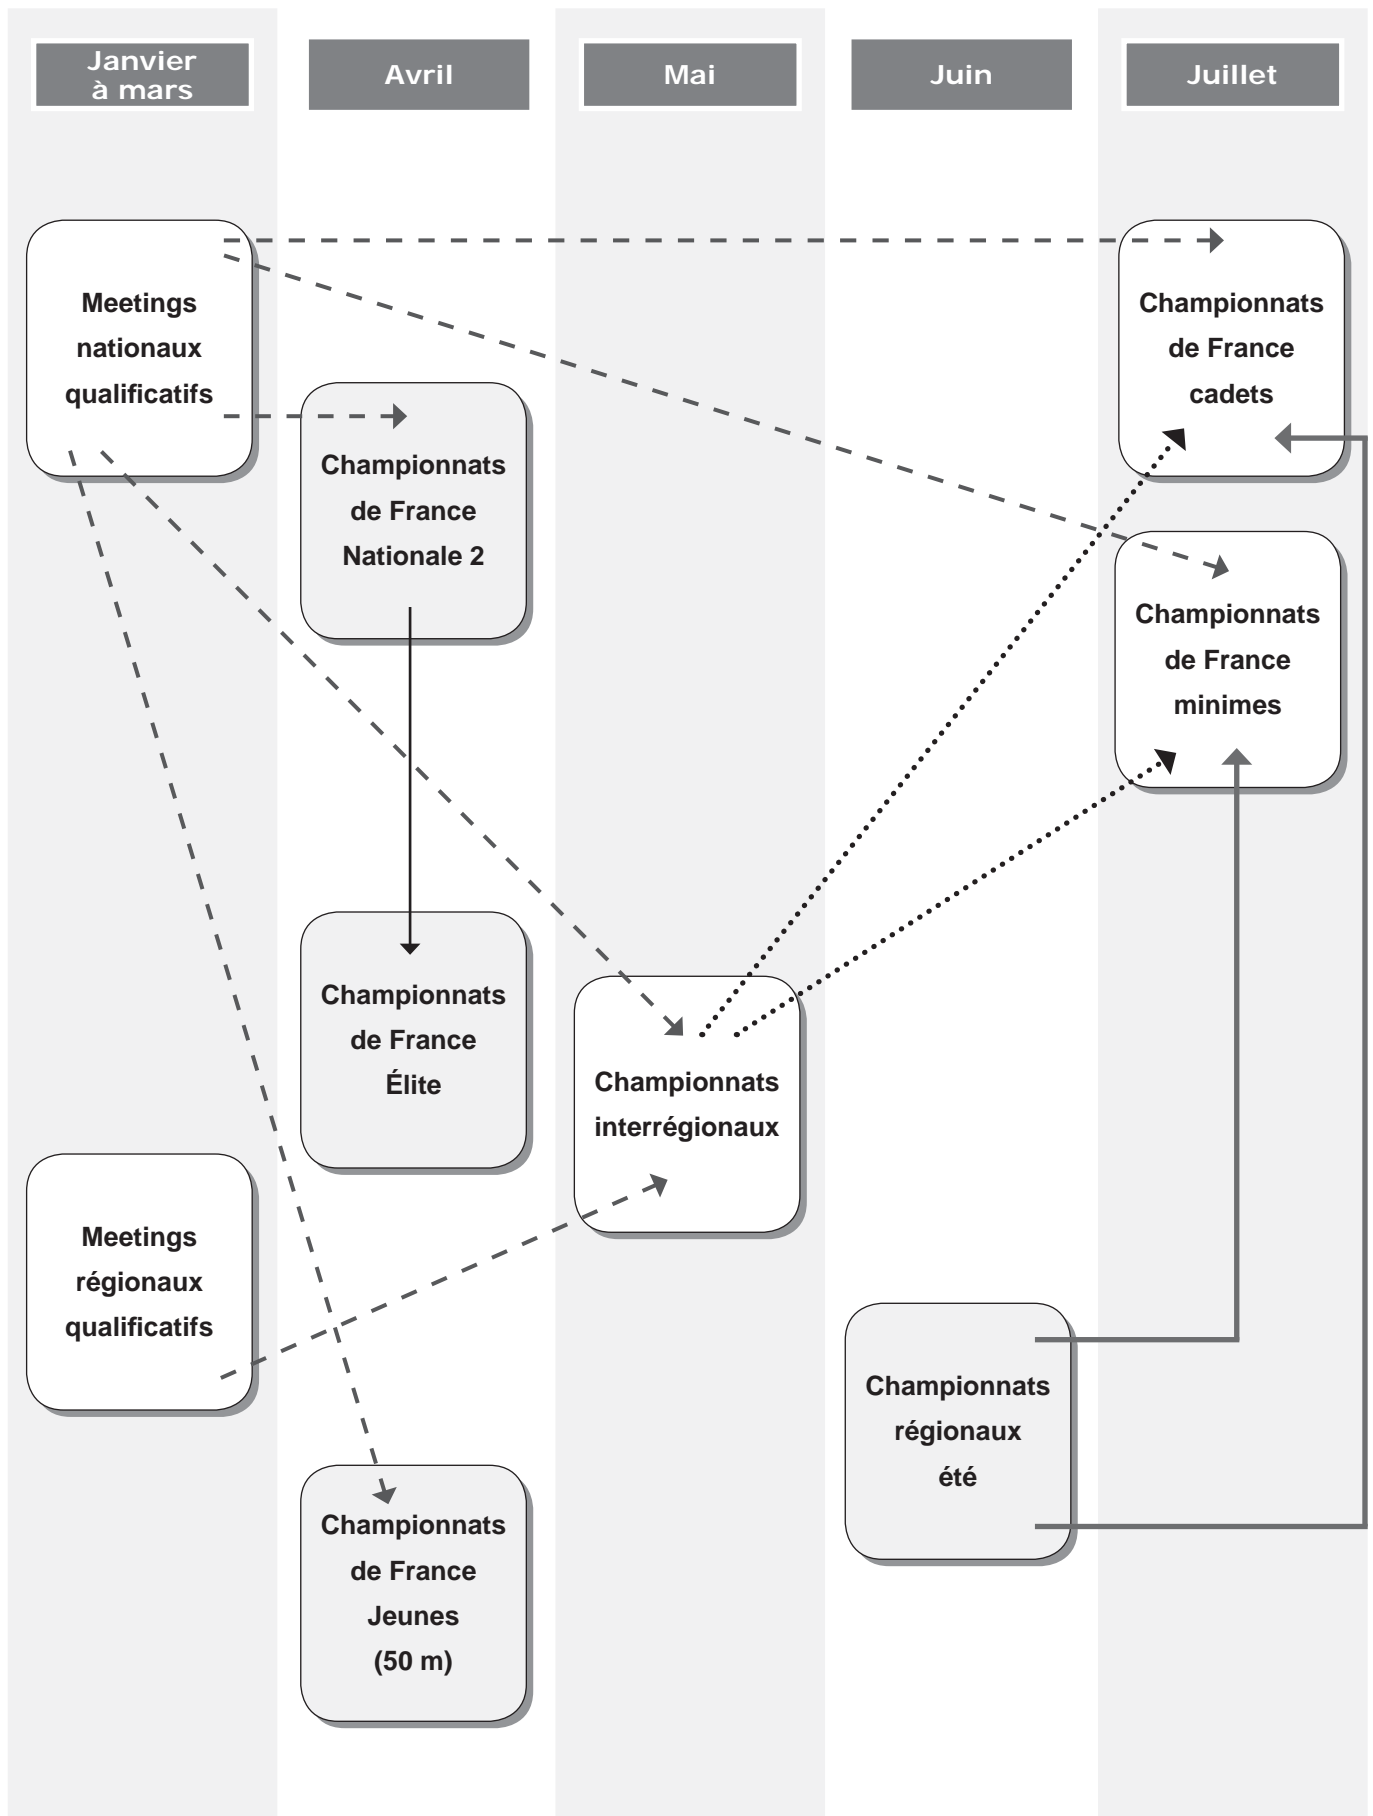 Janvier
à mars
Avril
Mai
Juin
Juillet
Meetings
nationaux
qualificatifs
Championnats
de France
cadets
Championnats
de France
Nationale 2
Championnats
de France
minimes
Championnats
de France
Élite
Championnats
interrégionaux
Meetings
régionaux
qualificatifs
Championnats
régionaux
été
Championnats
de France
Jeunes
(50 m)